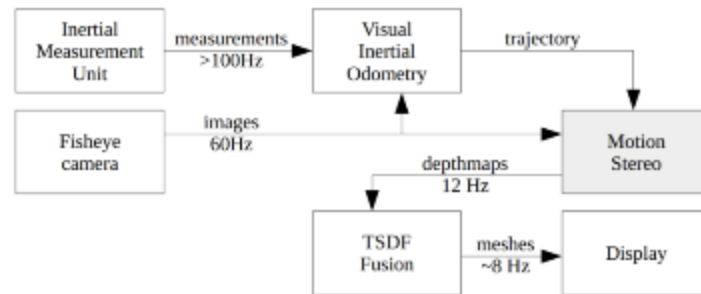 Inertial
Measurement
Unit
measurements
>100Hz
Visual
Inertial
Odometry
trajectory
Fisheye
camera
images
60Hz
Motion
Stereo
depthmaps
12 Hz
TSDF
Fusion
meshes
~8 Hz
Display